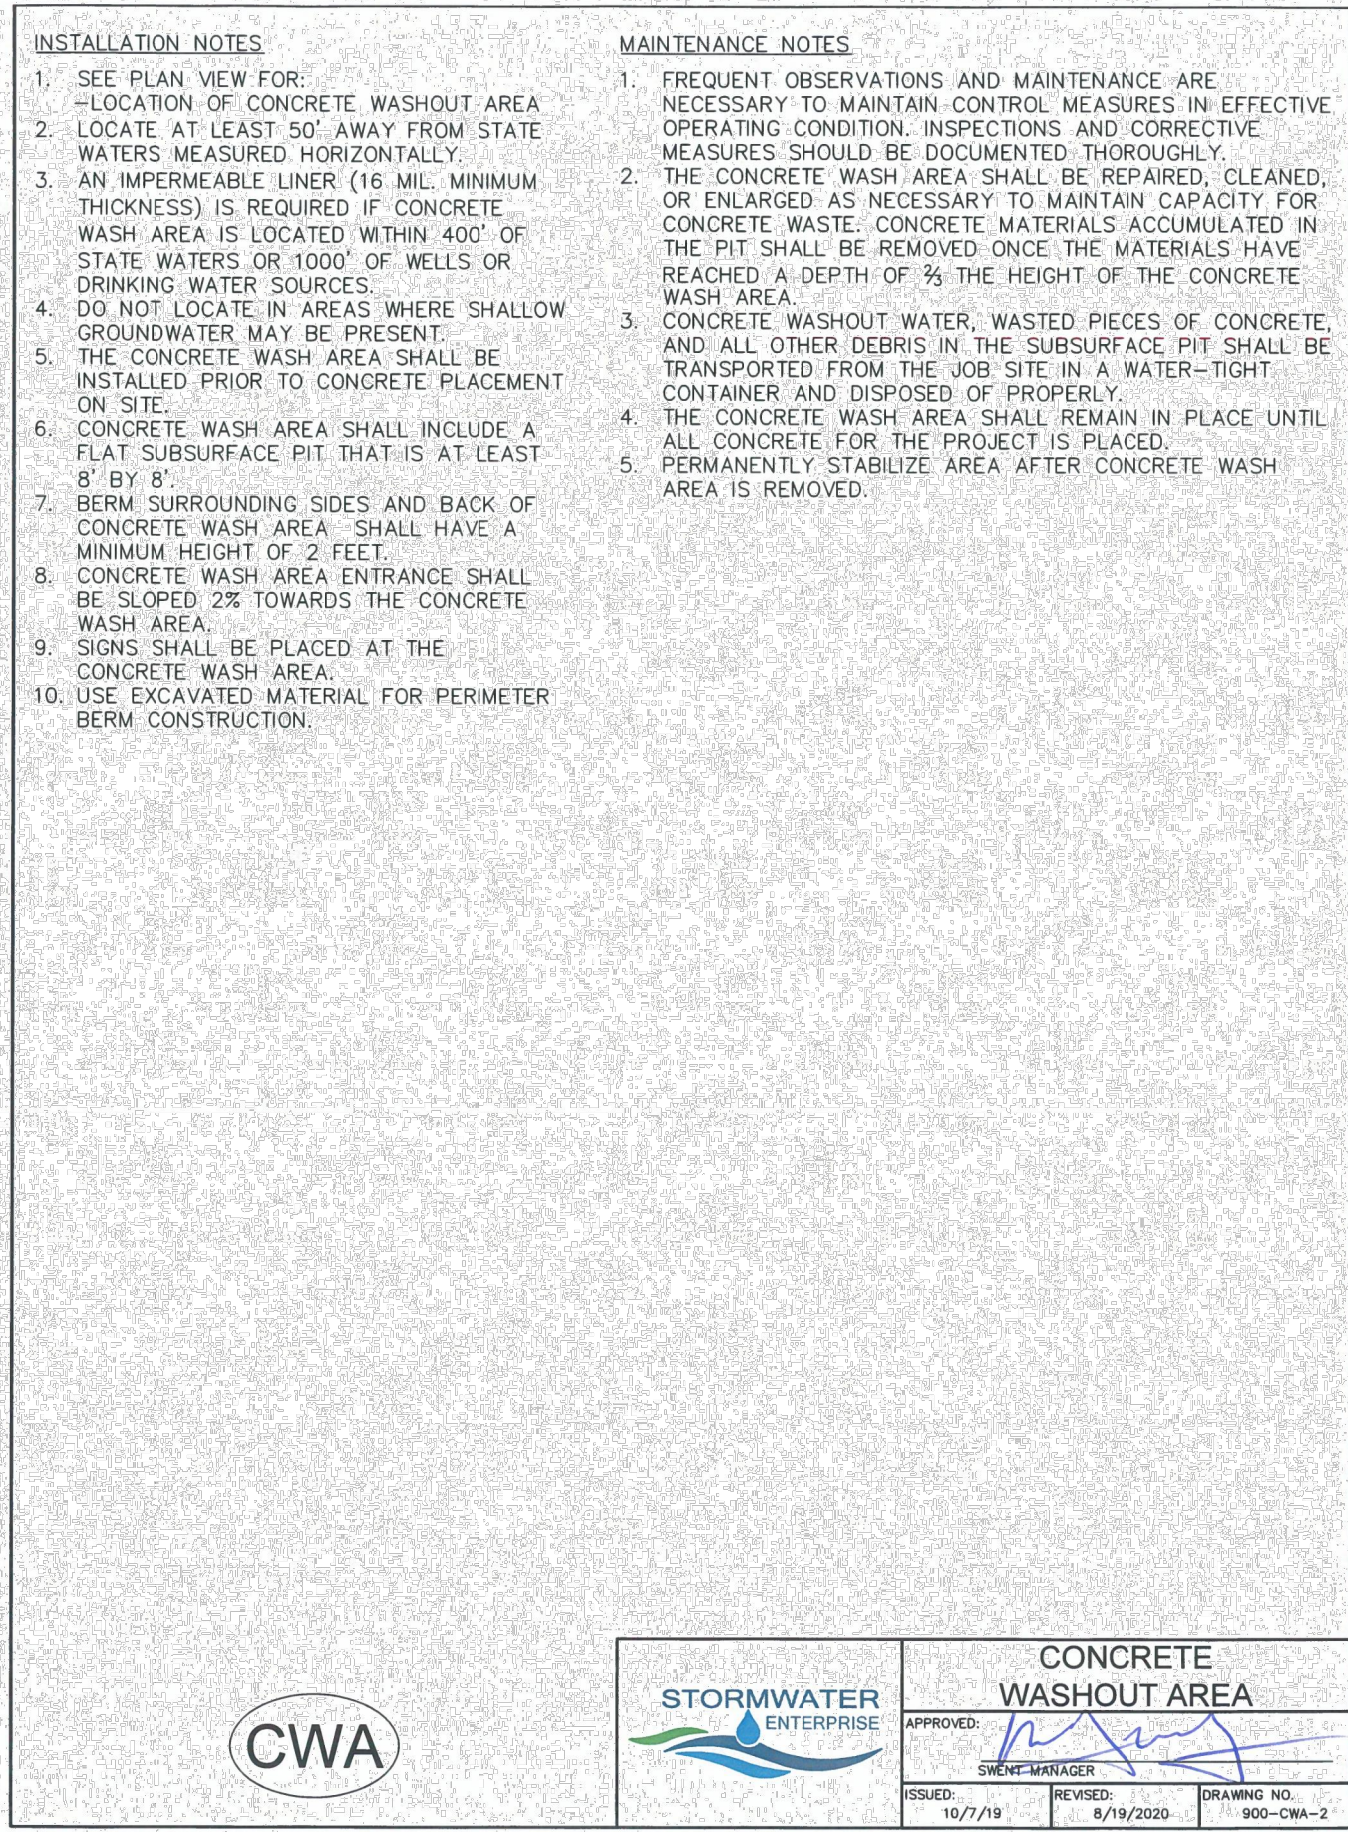 INSTALLATION NOTES
1. SEE PLAN VIEW FOR:
-LOCATION OF CONCRETE WASHOUT AREA
2. LOCATE AT LEAST 50' AWAY FROM STATE
WATERS MEASURED HORIZONTALLY.
3. AN IMPERMEABLE LINER (16 MIL. MINIMUM
THICKNESS) IS REQUIRED IF CONCRETE
WASH AREA IS LOCATED WITHIN 400' OF
STATE WATERS OR 1000' OF WELLS OR
DRINKING WATER SOURCES.
4. DO NOT LOCATE IN AREAS WHERE SHALLOW
GROUNDWATER MAY BE PRESENT.
5. THE CONCRETE WASH AREA SHALL BE
INSTALLED PRIOR TO CONCRETE PLACEMENT
ON SITE.
6. CONCRETE WASH AREA SHALL INCLUDE A
FLAT SUBSURFACE PIT THAT IS AT LEAST
8' BY 8'.
7. BERM SURROUNDING SIDES AND BACK OF
CONCRETE WASH AREA SHALL HAVE A
MINIMUM HEIGHT OF 2 FEET.
8. CONCRETE WASH AREA ENTRANCE SHALL
BE SLOPED 2% TOWARDS THE CONCRETE
WASH AREA.
9. SIGNS SHALL BE PLACED AT THE
CONCRETE WASH AREA.
10. USE EXCAVATED MATERIAL FOR PERIMETER
BERM CONSTRUCTION.
MAINTENANCE NOTES
1. FREQUENT OBSERVATIONS AND MAINTENANCE ARE
NECESSARY TO MAINTAIN CONTROL MEASURES IN EFFECTIVE
OPERATING CONDITION. INSPECTIONS AND CORRECTIVE
MEASURES SHOULD BE DOCUMENTED THOROUGHLY.
2. THE CONCRETE WASH AREA SHALL BE REPAIRED, CLEANED,
OR ENLARGED AS NECESSARY TO MAINTAIN CAPACITY FOR
CONCRETE WASTE. CONCRETE MATERIALS ACCUMULATED IN
THE PIT SHALL BE REMOVED ONCE THE MATERIALS HAVE
REACHED A DEPTH OF ⅔ THE HEIGHT OF THE CONCRETE
WASH AREA.
3. CONCRETE WASHOUT WATER, WASTED PIECES OF CONCRETE,
AND ALL OTHER DEBRIS IN THE SUBSURFACE PIT SHALL BE
TRANSPORTED FROM THE JOB SITE IN A WATER-TIGHT
CONTAINER AND DISPOSED OF PROPERLY.
4. THE CONCRETE WASH AREA SHALL REMAIN IN PLACE UNTIL
ALL CONCRETE FOR THE PROJECT IS PLACED.
5. PERMANENTLY STABILIZE AREA AFTER CONCRETE WASH
AREA IS REMOVED.
CWA
STORMWATER
ENTERPRISE
CONCRETE
WASHOUT AREA
APPROVED:
SWENT MANAGER
ISSUED:
10/7/19
REVISED:
8/19/2020
DRAWING NO.
900-CWA-2